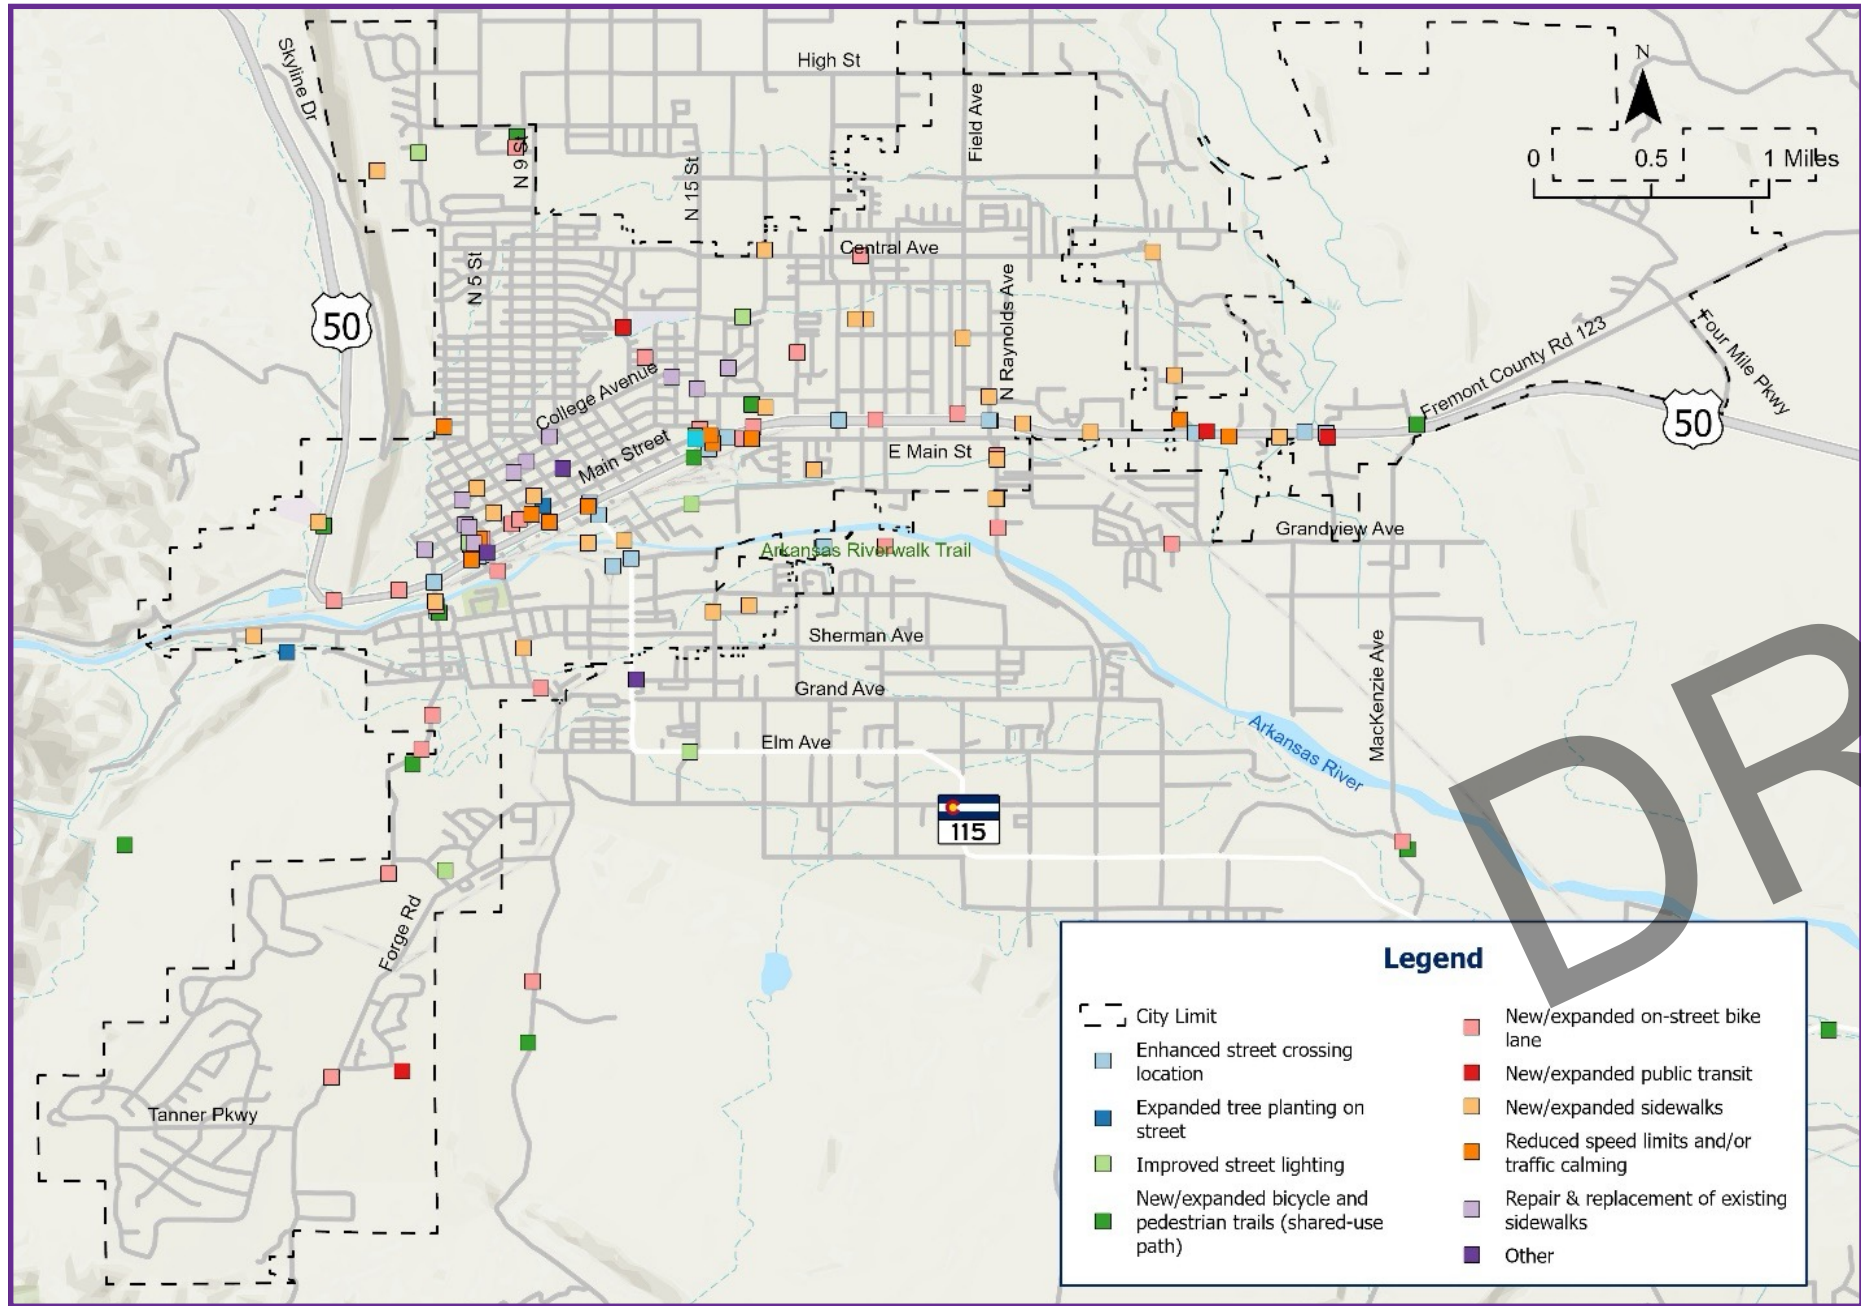 High St
Skyline Dr
Field Ave
N
0 0.5 1 Miles
N 9 St
N 15 St
Central Ave
N 5 St
N Raynolds Ave
50
Fremont County Rd 123
Four Mile Pkwy
50
College Avenue
Main Street
E Main St
Grandview Ave
Arkansas Riverwalk Trail
Sherman Ave
Grand Ave
MacKenzie Ave
Elm Ave
Arkansas River
115
Forge Rd
Tanner Pkwy
DR
Legend
City Limit
Enhanced street crossing
location
Expanded tree planting on
street
Improved street lighting
New/expanded bicycle and
pedestrian trails (shared-use
path)
New/expanded on-street bike
lane
New/expanded public transit
New/expanded sidewalks
Reduced speed limits and/or
traffic calming
Repair & replacement of existing
sidewalks
Other